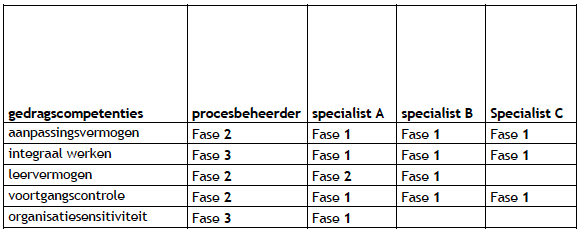 gedragscompetenties procesbeheerder specialist A specialist B Specialist C
aanpassingsvermogen Fase 2 Fase 1 Fase 1 Fase 1
integraal werken Fase 3 Fase 1 Fase 1 Fase 1
leervermogen Fase 2 Fase 2 Fase 1
voortgangscontrole Fase 2 Fase 1 Fase 1 Fase 1
organisatiesensitiviteit Fase 3 Fase 1